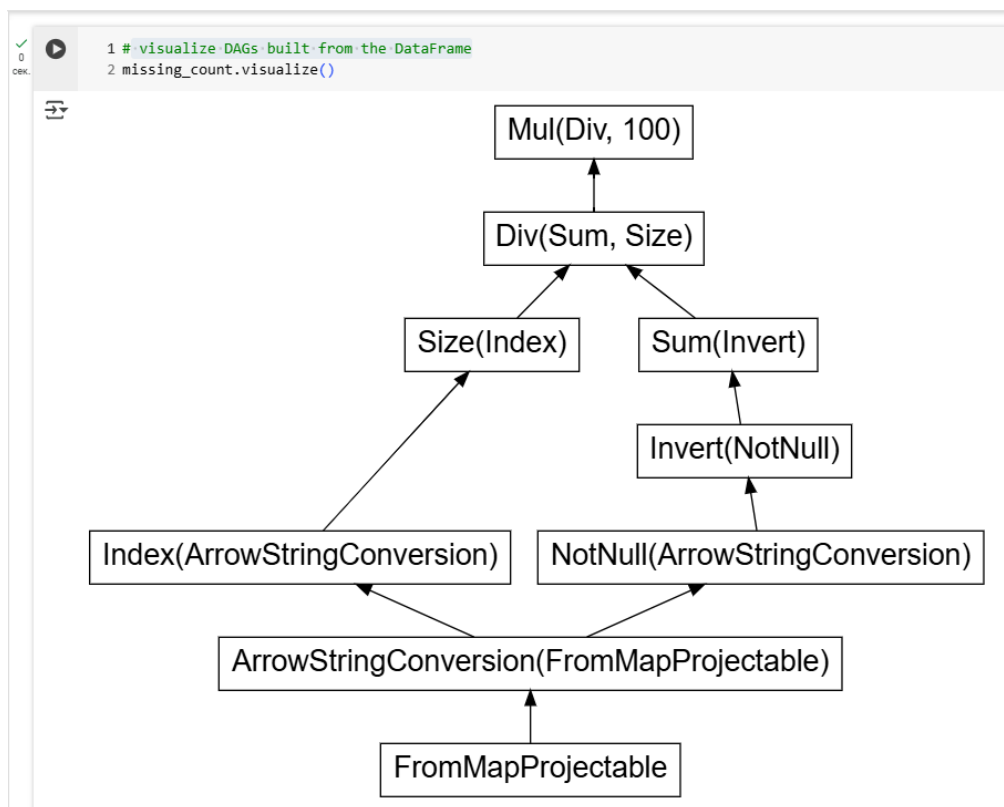 0
сек.
1 # visualize DAGs built from the DataFrame
2 missing_count.visualize()
Mul(Div, 100)
Div(Sum, Size)
Size(Index)
Sum(Invert)
Invert(NotNull)
Index(ArrowStringConversion)
NotNull(ArrowStringConversion)
ArrowStringConversion(FromMapProjectable)
FromMapProjectable